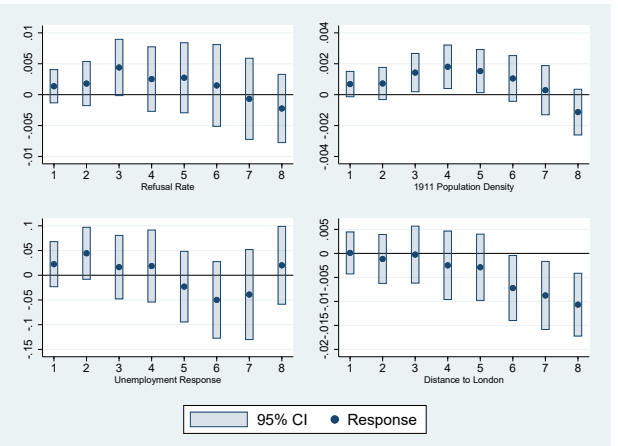 .01
.005
0
-.005
-.01
1 2 3 4 5 6 7 8
Refusal Rate
.004
.002
0
-.002
-.004
1 2 3 4 5 6 7 8
1911 Population Density
.1
.05
0
-.05
-.1
-.15
1 2 3 4 5 6 7 8
Unemployment Response
.005
0
-.005
-.01
-.015
-.02
1 2 3 4 5 6 7 8
Distance to London
95% CI Response